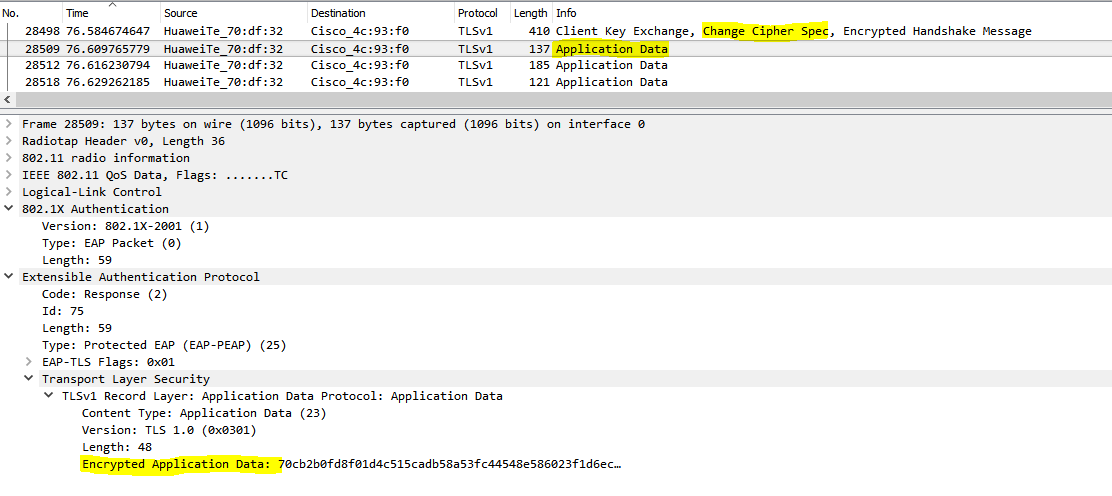 No. Time Source Destination Protocol Length Info
28498 76.584674647 HuaweiTe_70:df:32 Cisco_4c:93:f0 TLSv1 410 Client Key Exchange, Change Cipher Spec, Encrypted Handshake Message
28509 76.609765779 HuaweiTe_70:df:32 Cisco_4c:93:f0 TLSv1 137 Application Data
28512 76.616230794 HuaweiTe_70:df:32 Cisco_4c:93:f0 TLSv1 185 Application Data
28518 76.629262185 HuaweiTe_70:df:32 Cisco_4c:93:f0 TLSv1 121 Application Data
Frame 28509: 137 bytes on wire (1096 bits), 137 bytes captured (1096 bits) on interface 0
Radiotap Header v0, Length 36
802.11 radio information
IEEE 802.11 QoS Data, Flags: .......TC
Logical-Link Control
802.1X Authentication
Version: 802.1X-2001 (1)
Type: EAP Packet (0)
Length: 59
Extensible Authentication Protocol
Code: Response (2)
Id: 75
Length: 59
Type: Protected EAP (EAP-PEAP) (25)
EAP-TLS Flags: 0x01
Transport Layer Security
TLSv1 Record Layer: Application Data Protocol: Application Data
Content Type: Application Data (23)
Version: TLS 1.0 (0x0301)
Length: 48
Encrypted Application Data: 70cb2b0fd8f01d4c515cadb58a53fc44548e586023f1d6ec…